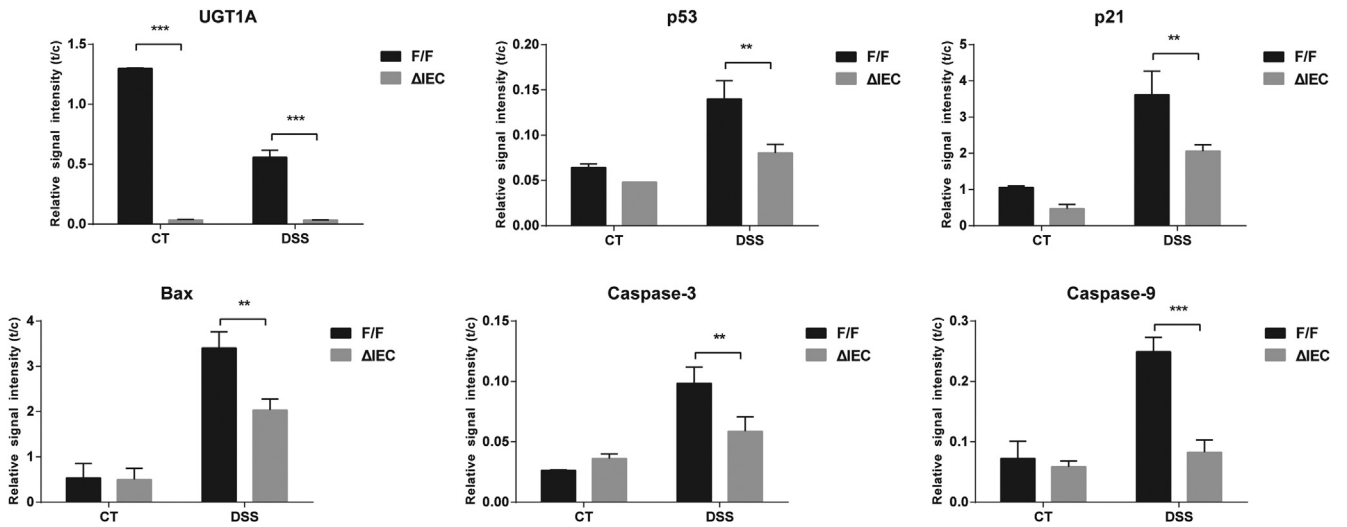 UGT1A
Relative signal intensity (t/c)
1.5
1.0
0.5
0.0
***
***
CT
DSS
F/F
ΔIEC
p53
Relative signal intensity (t/c)
0.20
0.15
0.10
0.05
0.00
**
CT
DSS
F/F
ΔIEC
p21
Relative signal intensity (t/c)
5
4
3
2
1
0
**
CT
DSS
F/F
ΔIEC
Bax
Relative signal intensity (t/c)
4
3
2
1
0
**
CT
DSS
F/F
ΔIEC
Caspase-3
Relative signal intensity (t/c)
0.15
0.10
0.05
0.00
**
CT
DSS
F/F
ΔIEC
Caspase-9
Relative signal intensity (t/c)
0.3
0.2
0.1
0.0
***
CT
DSS
F/F
ΔIEC